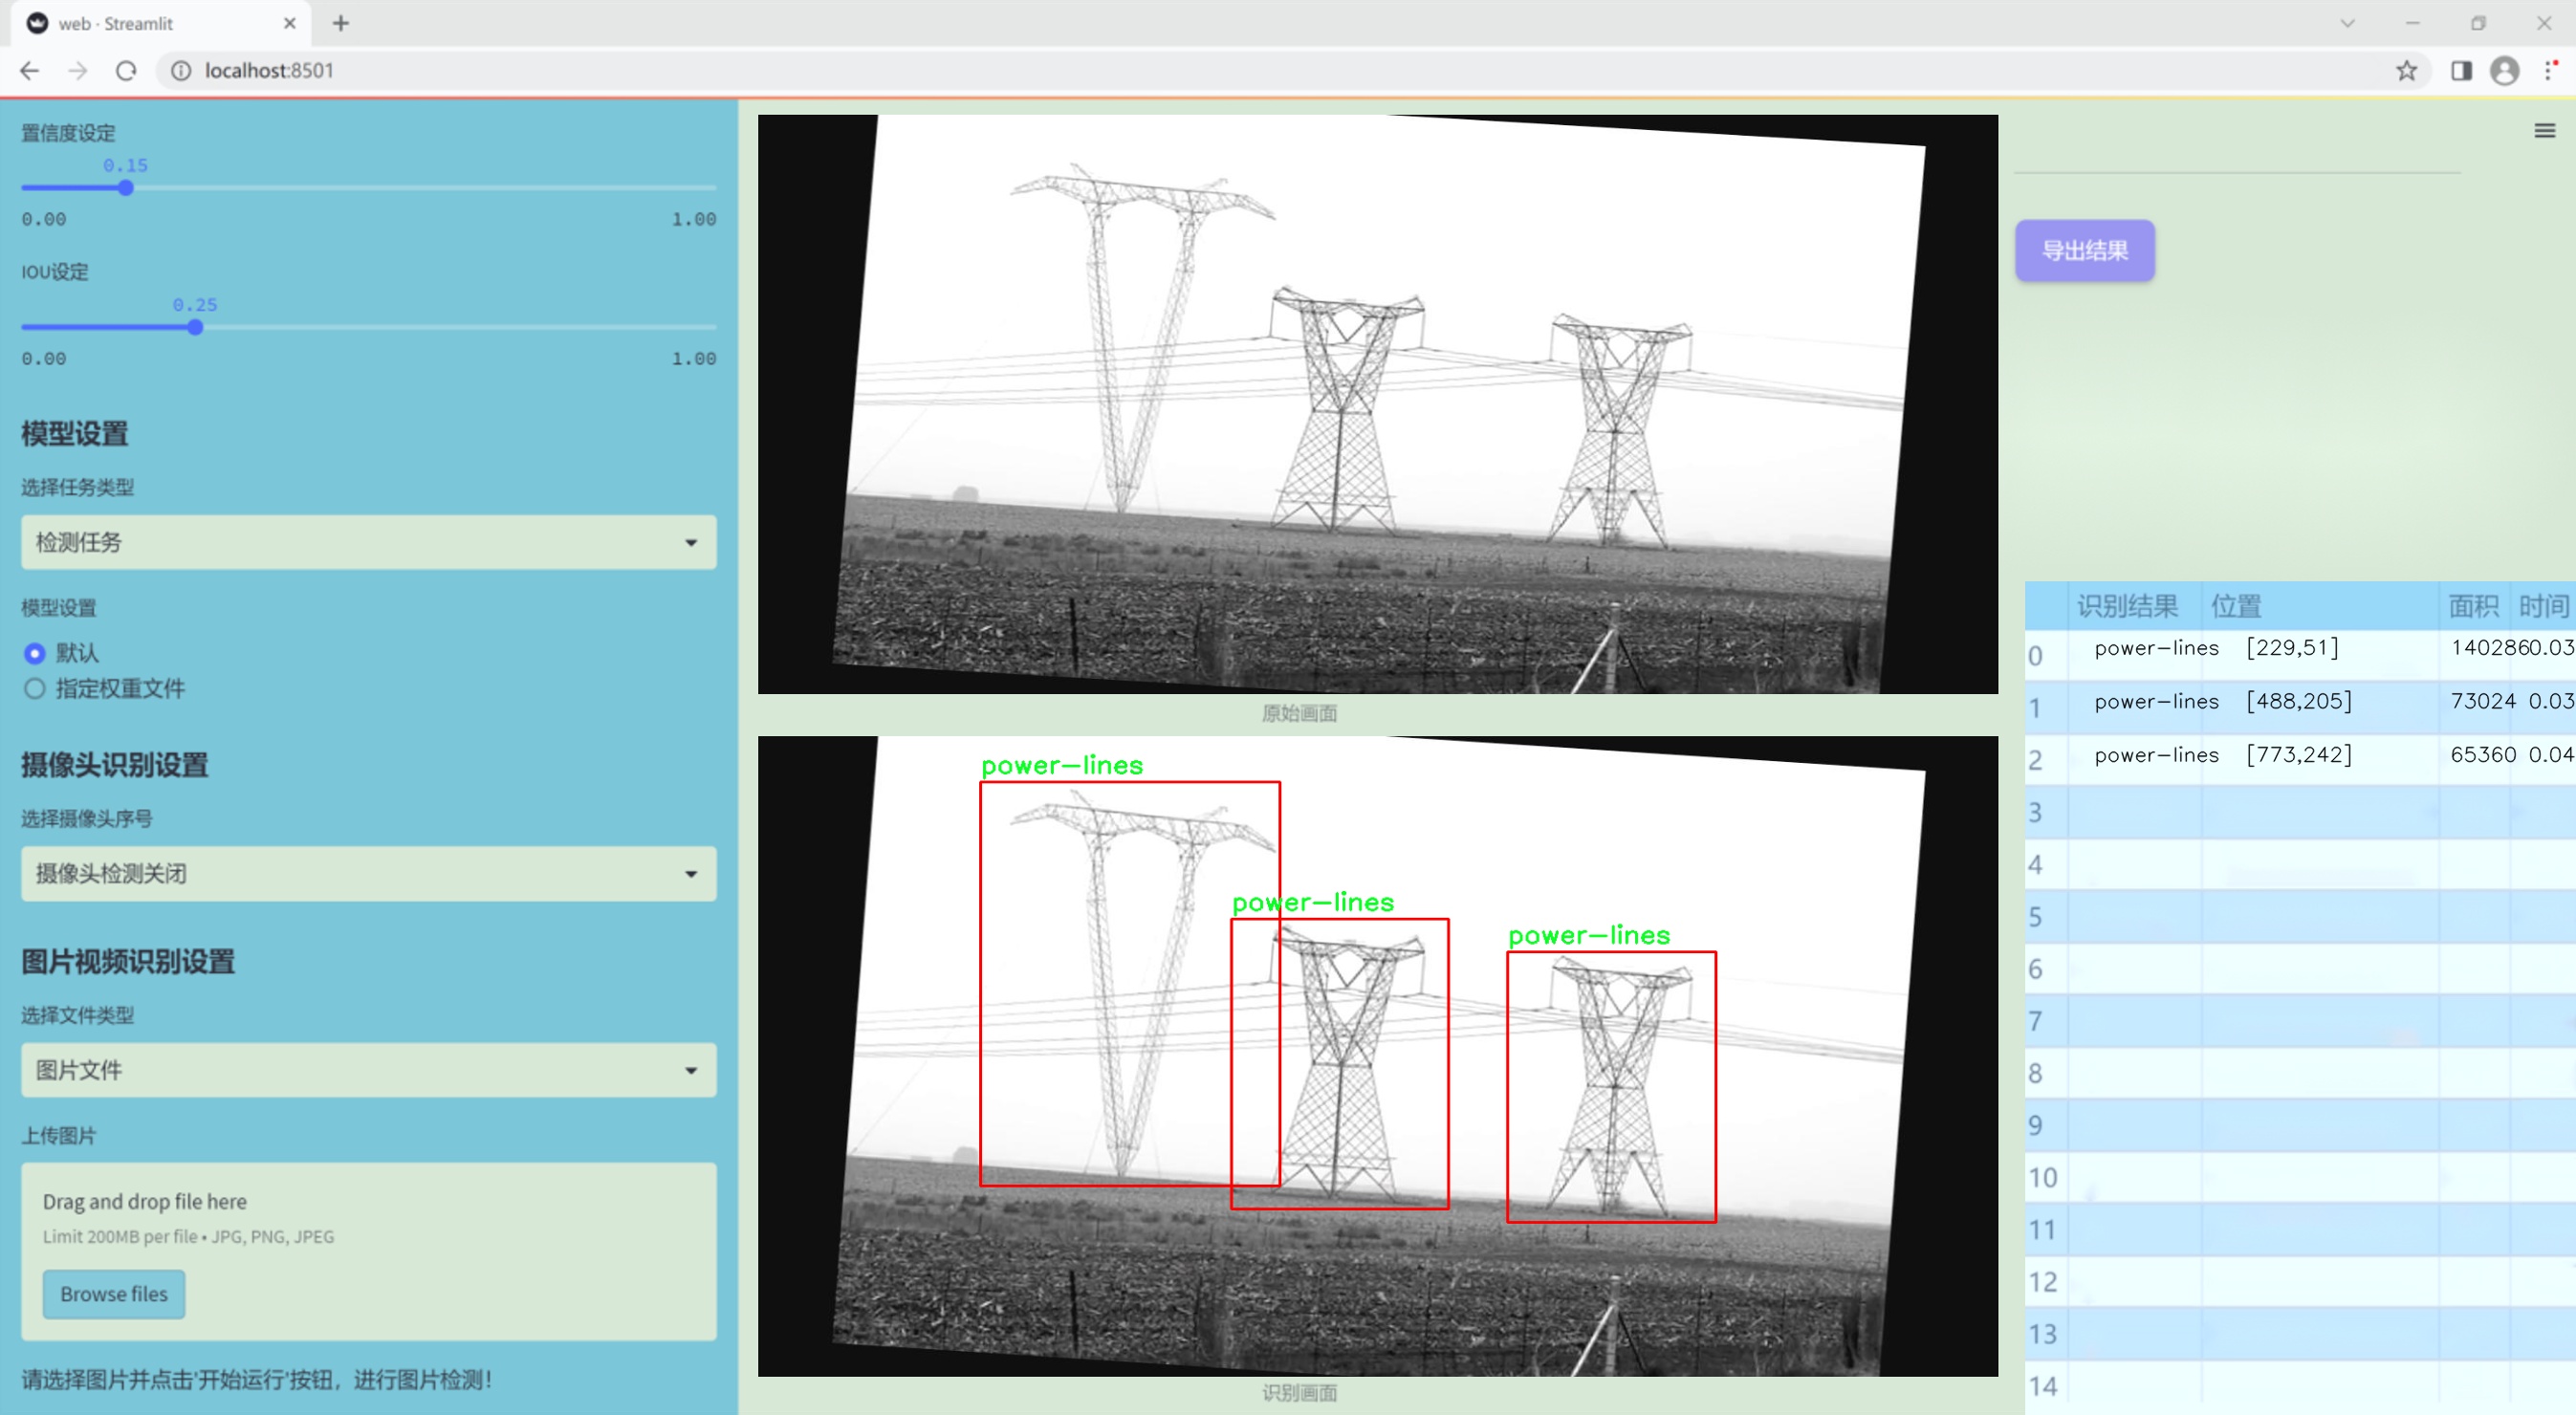 web · Streamlit
localhost:8501
置信度设定
0.15
0.00 1.00
IOU设定
0.25
0.00 1.00
模型设置
选择任务类型
检测任务
模型设置
默认
指定权重文件
摄像头识别设置
选择摄像头序号
摄像头检测关闭
图片视频识别设置
选择文件类型
图片文件
上传图片
Drag and drop file here
Limit 200MB per file • JPG, PNG, JPEG
Browse files
请选择图片并点击'开始运行'按钮，进行图片检测！
原始画面
power-lines
power-lines
power-lines
识别画面
导出结果
识别结果 位置 面积 时间
0 power-lines [229,51] 140286 0.03
1 power-lines [488,205] 73024 0.03
2 power-lines [773,242] 65360 0.04
3
4
5
6
7
8
9
10
11
12
13
14